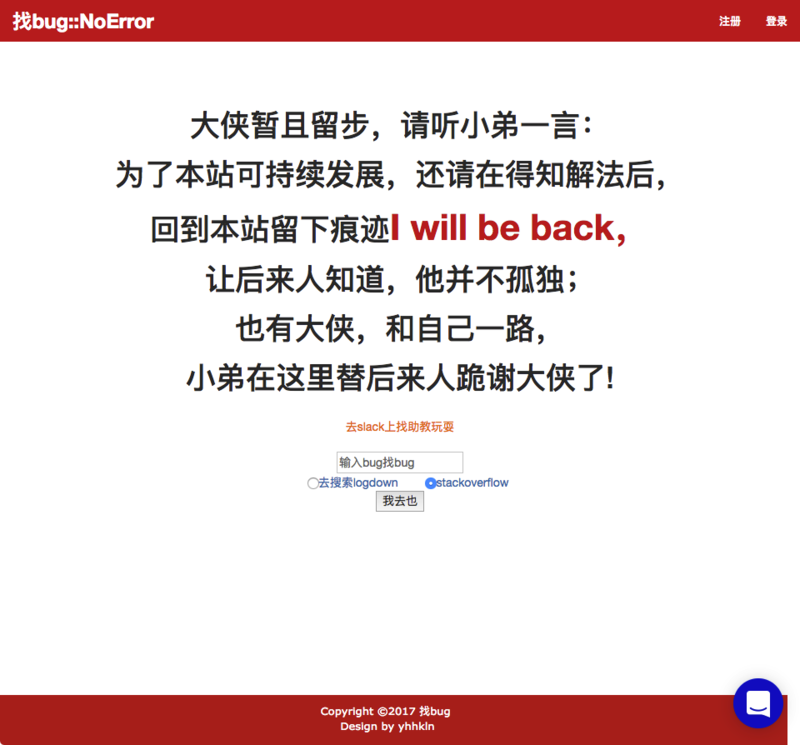 找bug::NoError
注册 登录
大侠暂且留步，请听小弟一言：
为了本站可持续发展，还请在得知解法后，
回到本站留下痕迹I will be back，
让后来人知道，他并不孤独；
也有大侠，和自己一路，
小弟在这里替后来人跪谢大侠了!
去slack上找助教玩耍
输入bug找bug
去搜索logdown stackoverflow
我去也
Copyright ©2017 找bug
Design by yhhkln